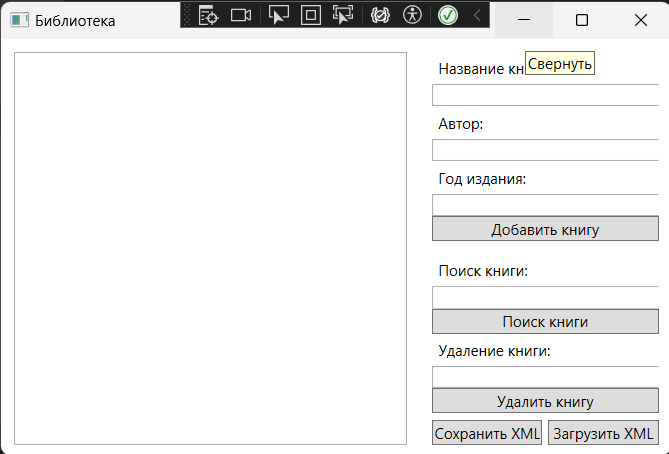 Библиотека
Свернуть
Название кн
Автор:
Год издания:
Добавить книгу
Поиск книги:
Поиск книги
Удаление книги:
Удалить книгу
Сохранить XML
Загрузить XML